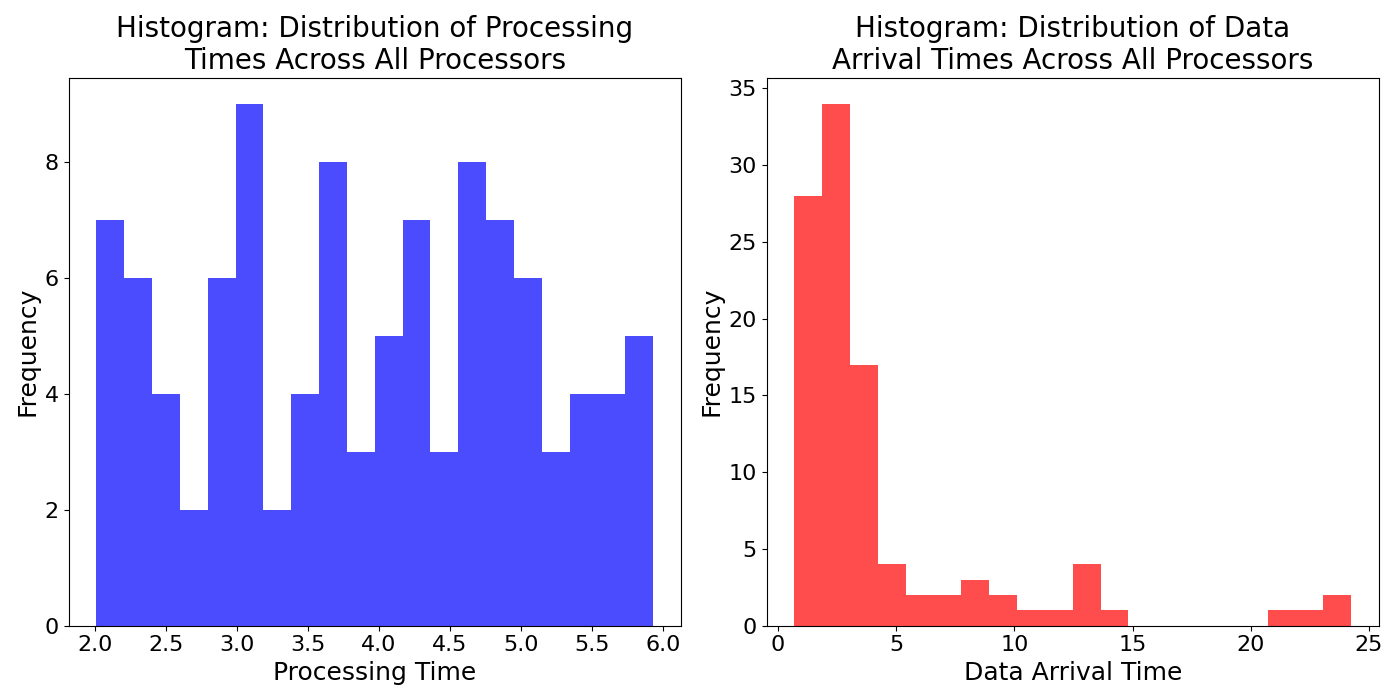 Histogram: Distribution of Processing
Times Across All Processors
8
6
4
2
0
Frequency
2.0 2.5 3.0 3.5 4.0 4.5 5.0 5.5 6.0
Processing Time
Histogram: Distribution of Data
Arrival Times Across All Processors
35
30
25
20
15
10
5
0
Frequency
0 5 10 15 20 25
Data Arrival Time